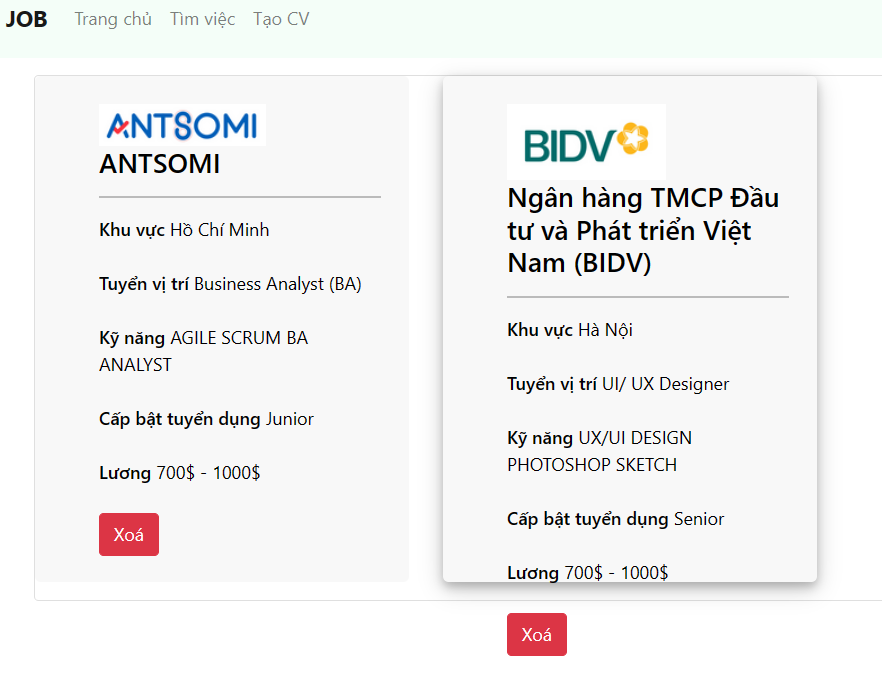 JOB Trang chủ Tìm việc Tạo CV
ANTSOMI
ANTSOMI
Khu vực Hồ Chí Minh
Tuyển vị trí Business Analyst (BA)
Kỹ năng AGILE SCRUM BA
ANALYST
Cấp bật tuyển dụng Junior
Lương 700$ - 1000$
Xoá
BIDV
Ngân hàng TMCP Đầu
tư và Phát triển Việt
Nam (BIDV)
Khu vực Hà Nội
Tuyển vị trí UI/ UX Designer
Kỹ năng UX/UI DESIGN
PHOTOSHOP SKETCH
Cấp bật tuyển dụng Senior
Lương 700$ - 1000$
Xoá